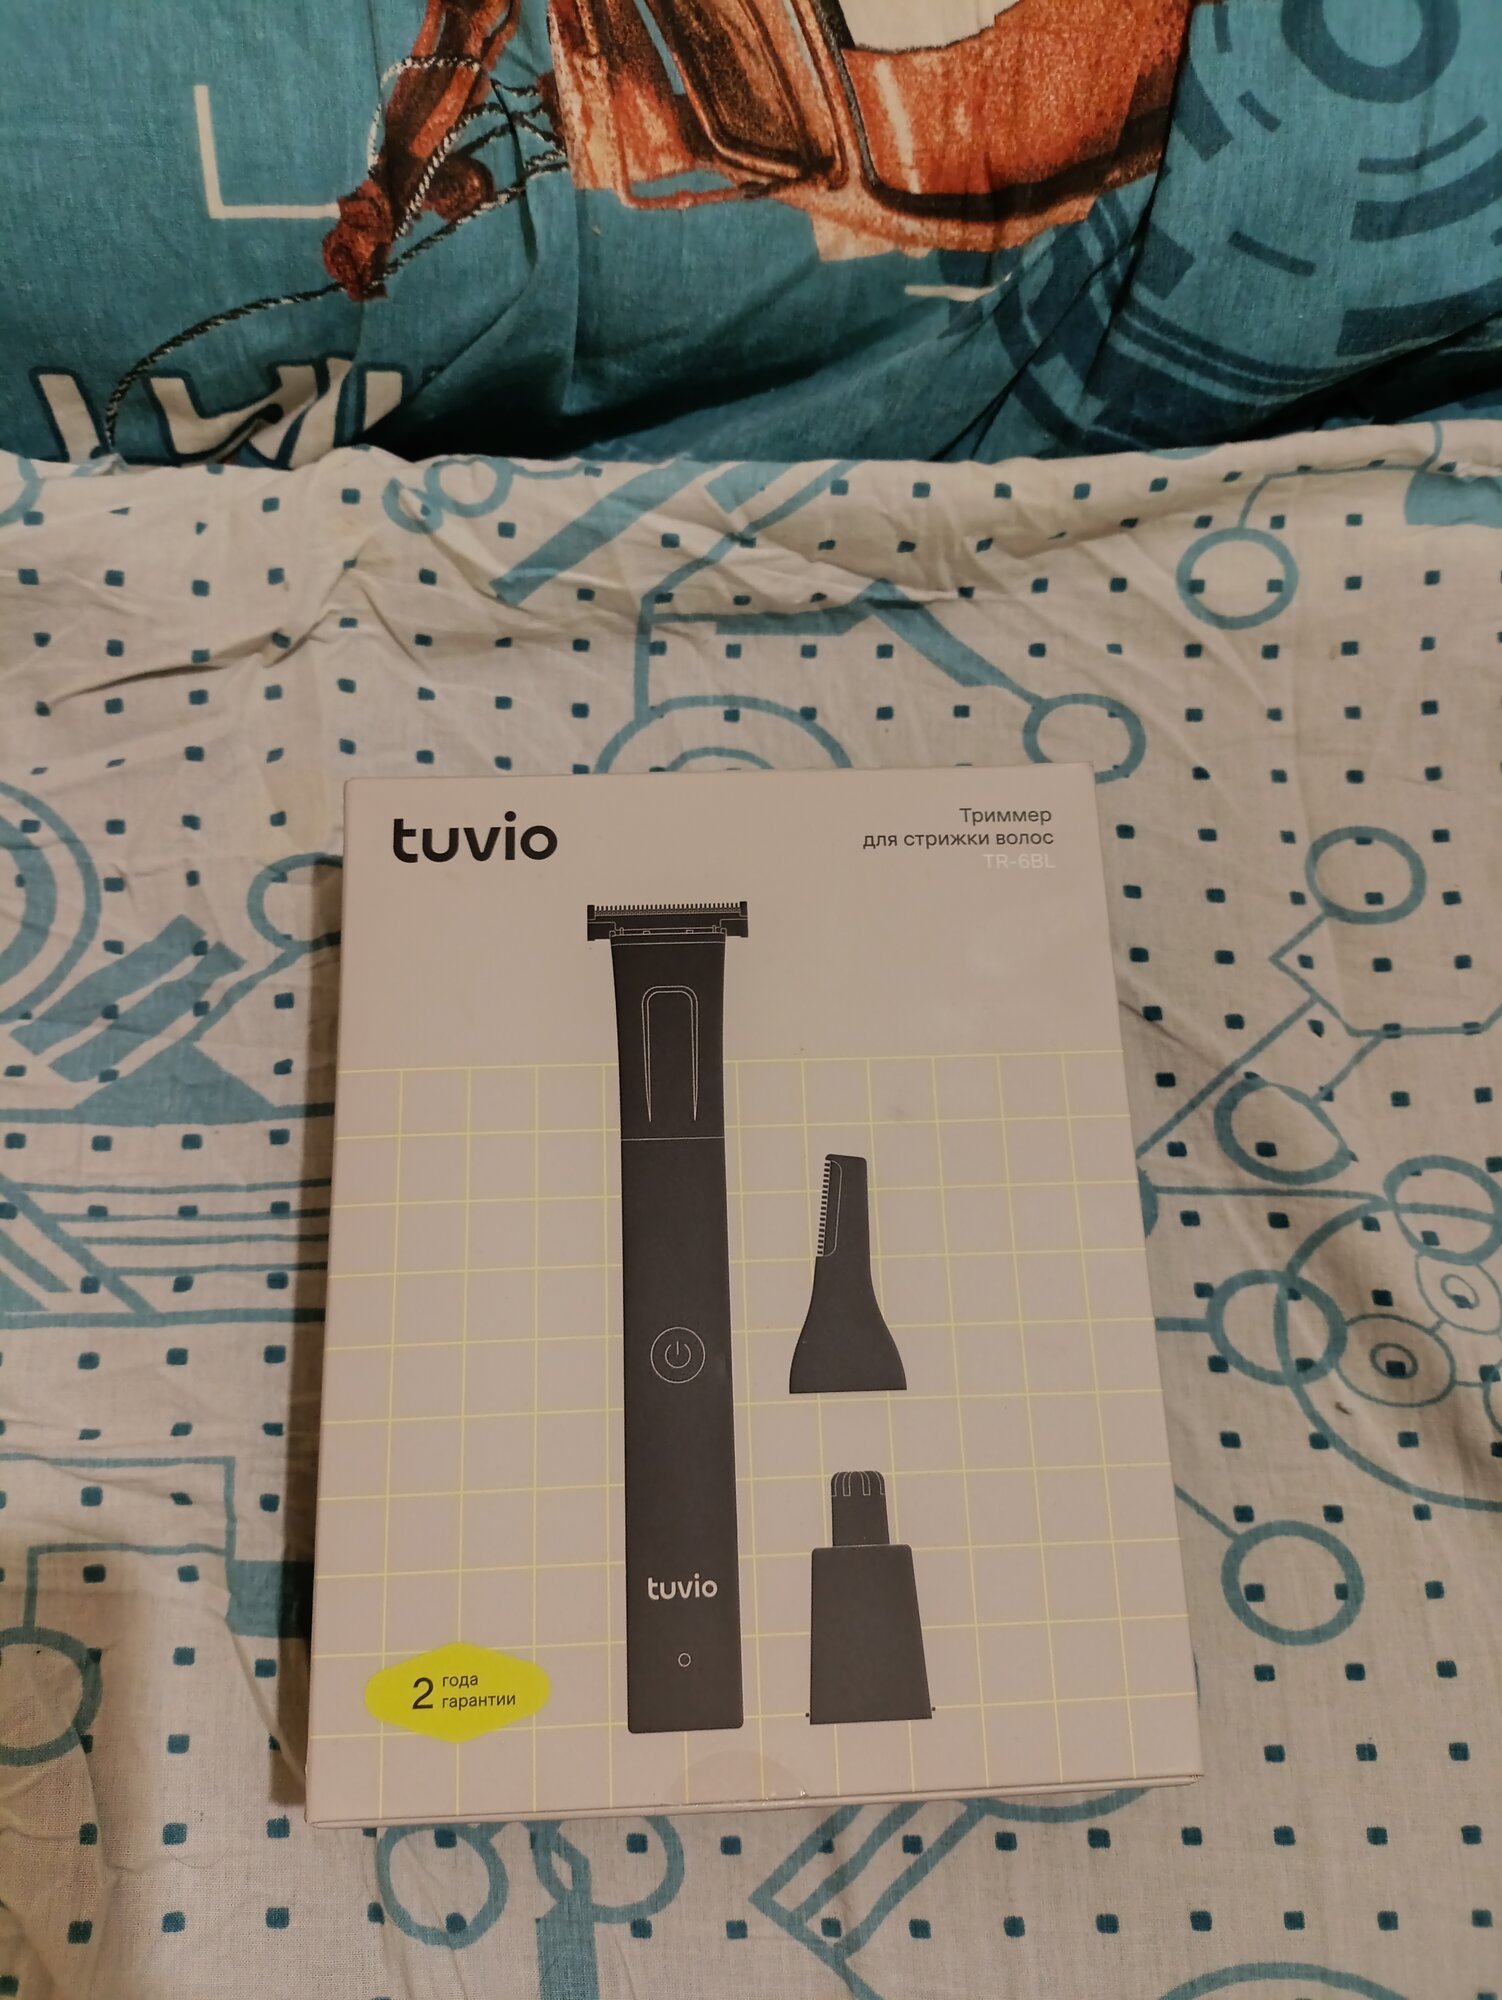 tuvio
Триммер
для стрижки волос
TR-6BL
tuvio
2 года
гарантии